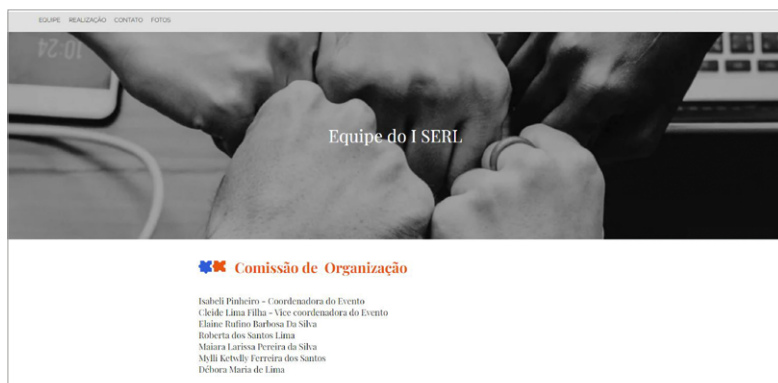 EQUIPE REALIZAÇÃO CONTATO FOTOS
10:24
Equipe do I SERL
Comissão de Organização
Isabeli Pinheiro - Coordenadora do Evento
Cleide Lima Filha - Vice coordenadora do Evento
Elaine Rufino Barbosa Da Silva
Roberta dos Santos Lima
Maiara Larissa Pereira da Silva
Mylli Ketwlly Ferreira dos Santos
Débora Maria de Lima